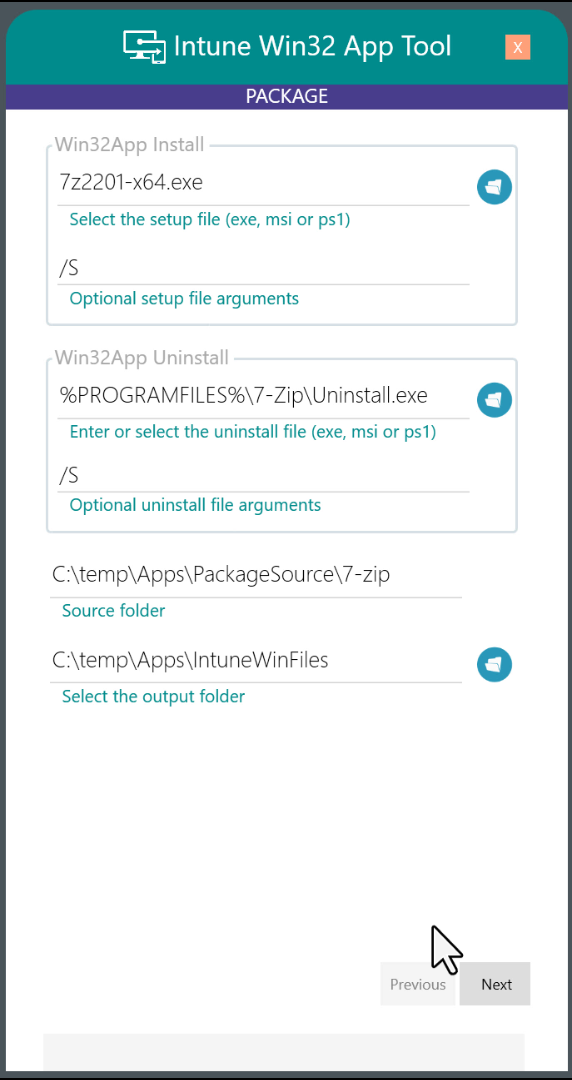 Intune Win32 App Tool
X
PACKAGE
Win32App Install
7z2201-x64.exe
Select the setup file (exe, msi or ps1)
/S
Optional setup file arguments
Win32App Uninstall
%PROGRAMFILES%\7-Zip\Uninstall.exe
Enter or select the uninstall file (exe, msi or ps1)
/S
Optional uninstall file arguments
C:\temp\Apps\PackageSource\7-zip
Source folder
C:\temp\Apps\IntuneWinFiles
Select the output folder
Previous
Next